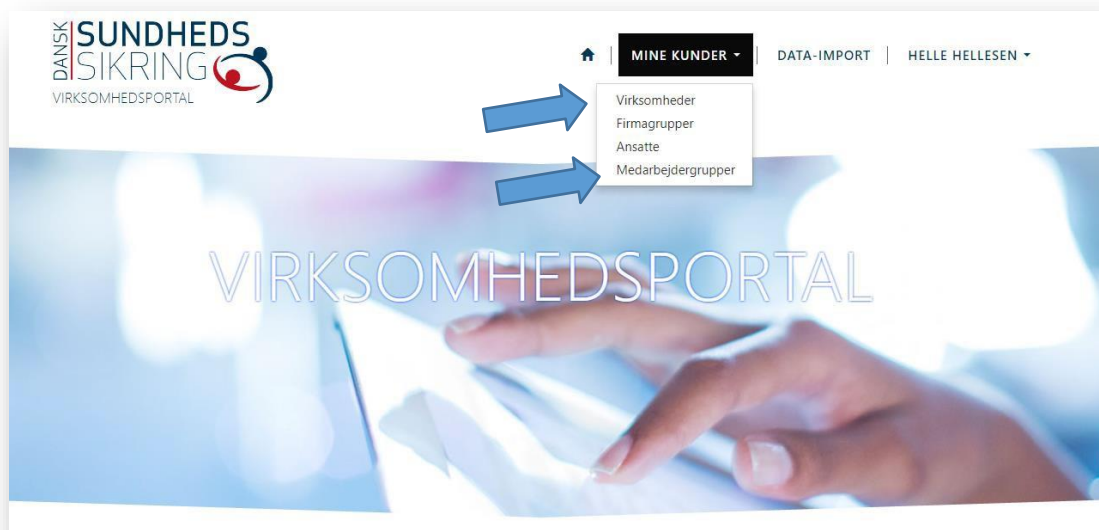 DANSK
SUNDHEDS
SIKRING
VIRKSOMHEDSPORTAL
MINE KUNDER
DATA-IMPORT
HELLE HELLESEN
Virksomheder
Firmagrupper
Ansatte
Medarbejdergrupper
VIRKSOMHEDSPORTAL